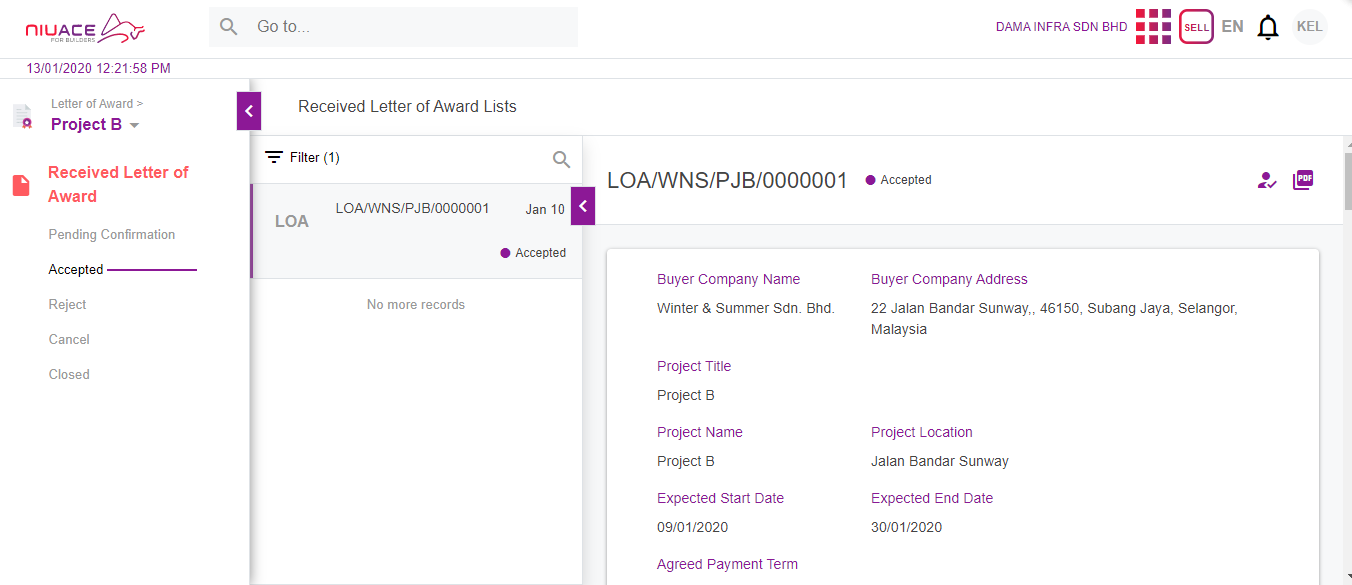 NIUACE
FOR BUILDERS
Go to...
DAMA INFRA SDN BHD
SELL
EN
KEL
13/01/2020 12:21:58 PM
Letter of Award >
Project B
Received Letter of
Award
Pending Confirmation
Accepted
Reject
Cancel
Closed
Received Letter of Award Lists
Filter (1)
LOA
LOA/WNS/PJB/0000001
Jan 10
Accepted
No more records
LOA/WNS/PJB/0000001
Accepted
PDF
Buyer Company Name
Buyer Company Address
Winter & Summer Sdn. Bhd.
22 Jalan Bandar Sunway,, 46150, Subang Jaya, Selangor,
Malaysia
Project Title
Project B
Project Name
Project Location
Project B
Jalan Bandar Sunway
Expected Start Date
Expected End Date
09/01/2020
30/01/2020
Agreed Payment Term